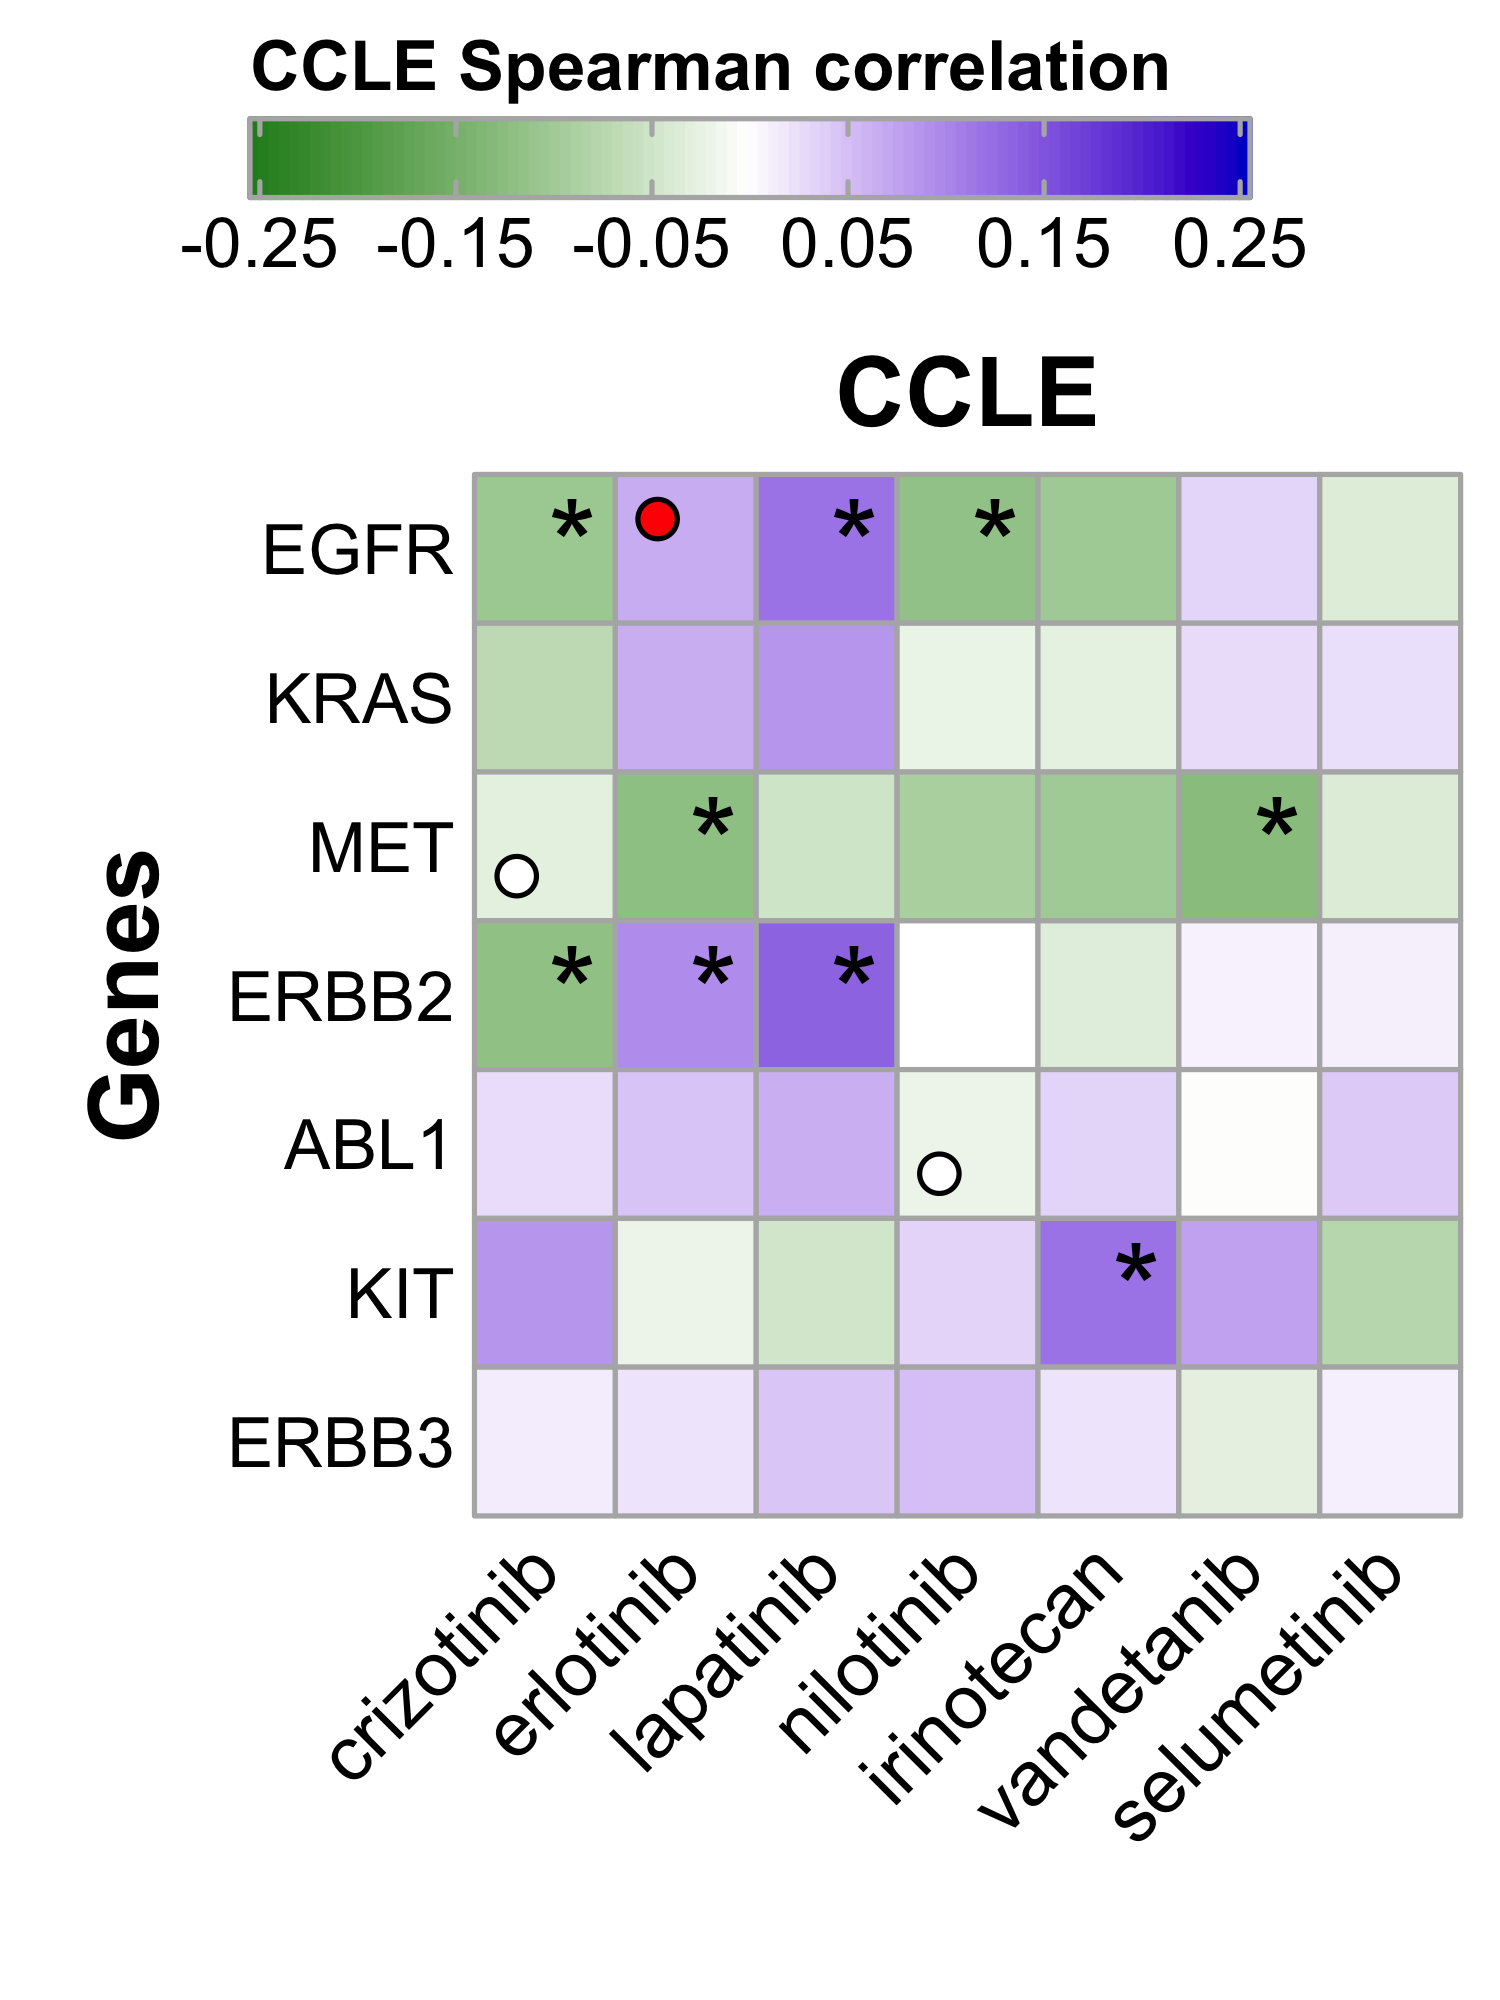 CCLE Spearman correlation
-0.25 -0.15 -0.05 0.05 0.15 0.25
CCLE
Genes
EGFR * * *
KRAS
MET * *
ERBB2 * * *
ABL1
KIT *
ERBB3
crizotinib
erlotinib
lapatinib
nilotinib
irinotecan
vandetanib
selumetinib